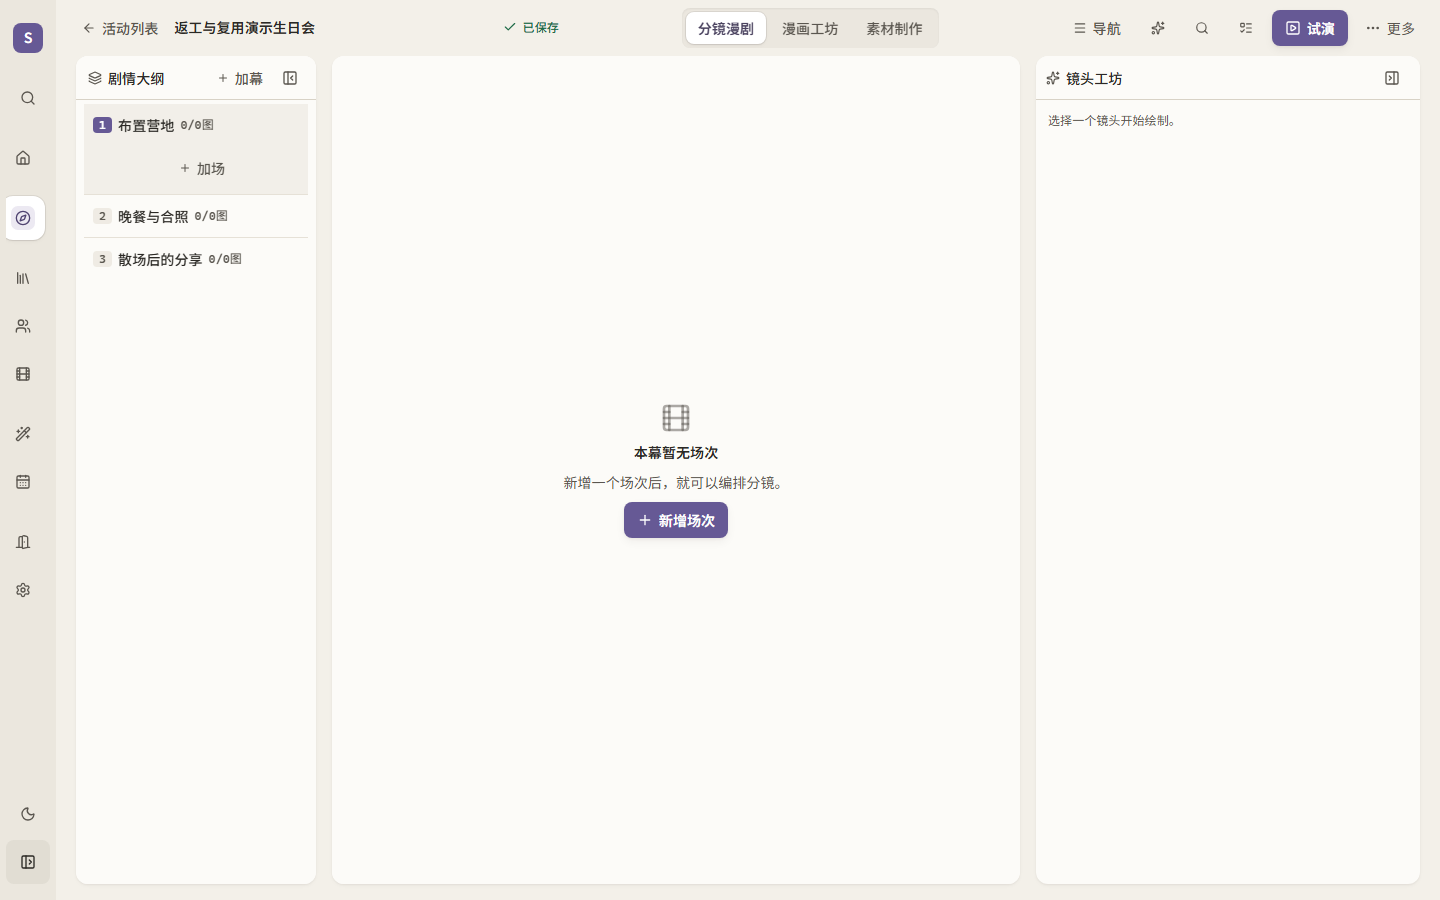 S
活动列表
返工与复用演示生日会
已保存
分镜漫剧
漫画工坊
素材制作
导航
试演
更多
剧情大纲
加幕
1 布置营地 0/0图
加场
2 晚餐与合照 0/0图
3 散场后的分享 0/0图
本幕暂无场次
新增一个场次后，就可以编排分镜。
新增场次
镜头工坊
选择一个镜头开始绘制。